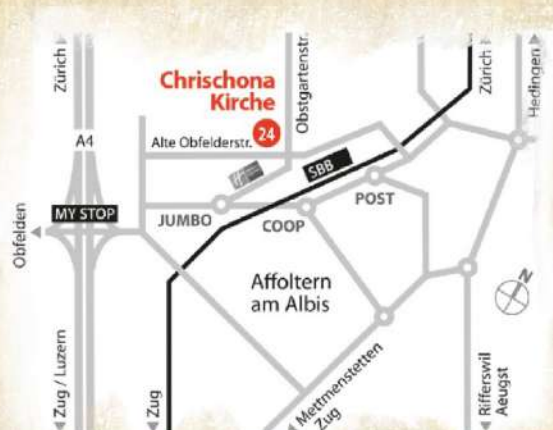 Zürich
Obstgartenstr.
Zürich
Hedingen
Chrischona
Kirche
24
A4
Alte Obfelderstr.
SBB
MY STOP
JUMBO
COOP
POST
Obfelden
Affoltern
am Albis
N
Zug / Luzern
Zug
Mettmenstetten
Zug
Rifferswil
Aeugst